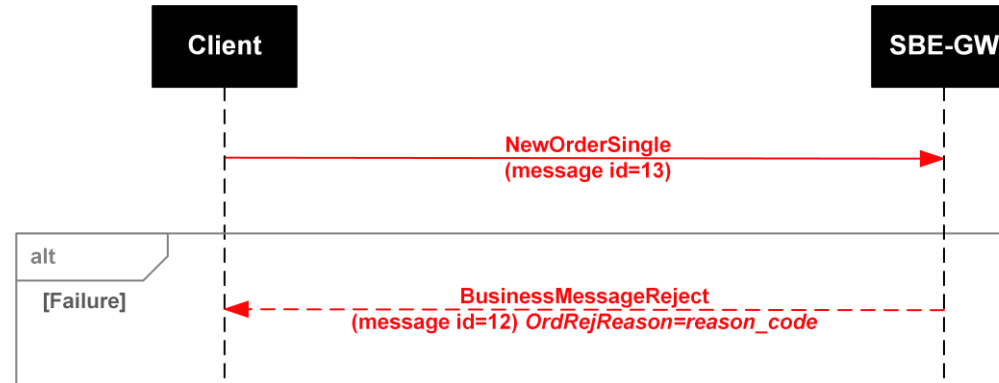 Client
SBE-GW
NewOrderSingle
(message id=13)
alt
[Failure]
BusinessMessageReject
(message id=12) OrdRejReason=reason_code